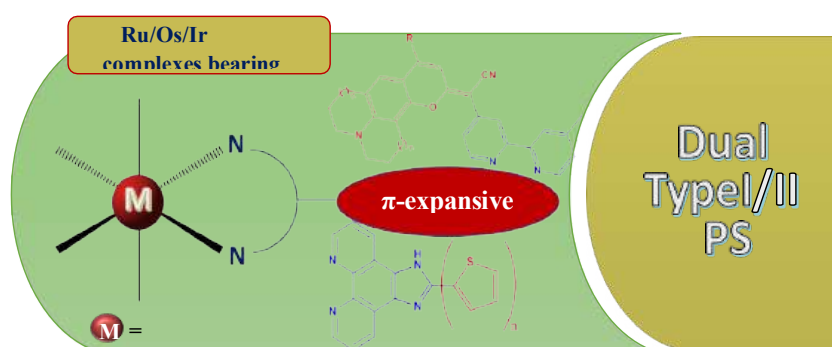 Ru/Os/Ir
complexes bearing
R
CN
O
N
N
N
N
M
π-expansive
N
Dual
TypeI/II
PS
H
N
N
S
N
N
n
M =